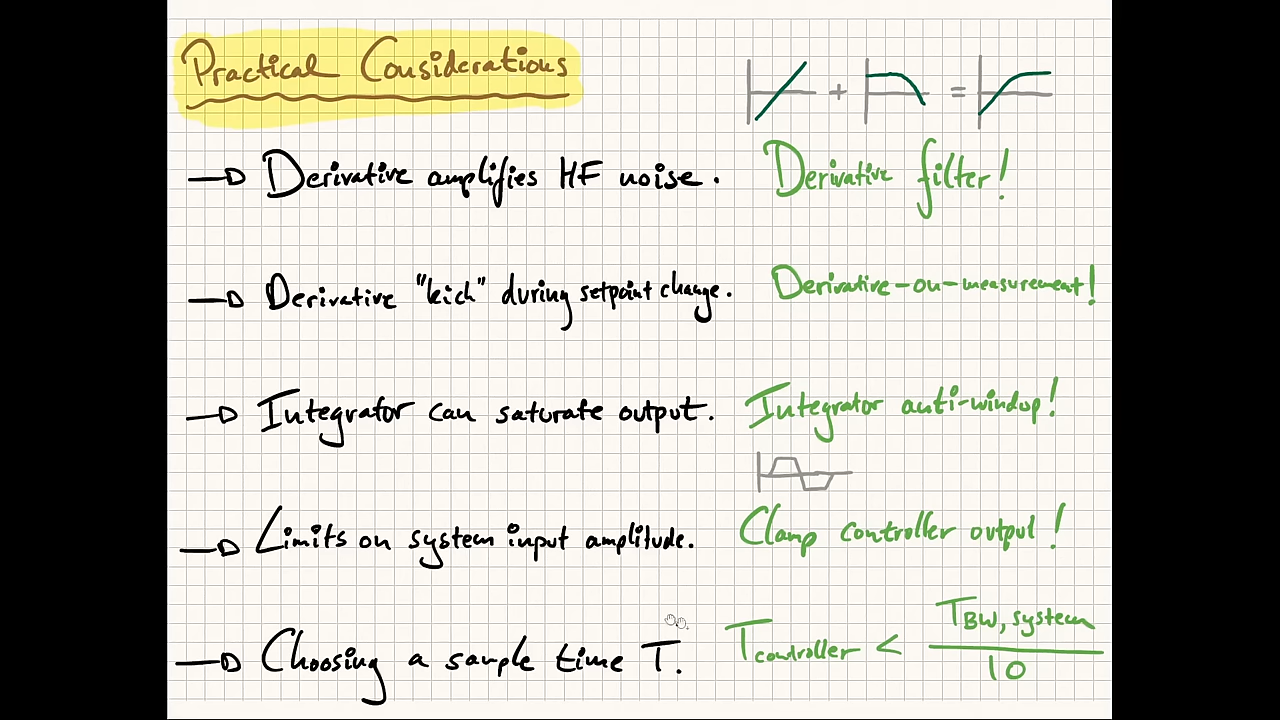 Practical Considerations
+ =
Derivative amplifies HF noise. Derivative filter!
Derivative "kick" during setpoint change. Derivative-on-measurement!
Integrator can saturate output. Integrator anti-windup!
Limits on system input amplitude. Clamp controller output!
Choosing a sample time T. Tcontroller < TBW, system / 10